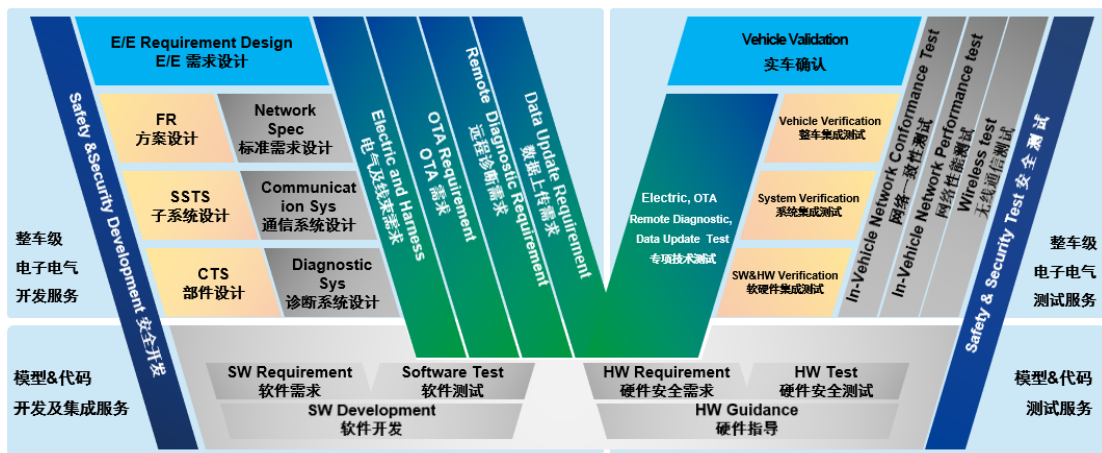 E/E Requirement Design
E/E 需求设计
FR
方案设计
Network
Spec
标准需求设计
SSTS
子系统设计
Communicat
ion Sys
通信系统设计
CTS
部件设计
Diagnostic
Sys
诊断系统设计
整车级
电子电气
开发服务
Safety &Security Development 安全开发
Electric and Harness
电气及线束需求
OTA Requirement
OTA 需求
Remote Diagnostic Requirement
远程诊断需求
Data Update Requirement
数据上传需求
Vehicle Validation
实车确认
Electric, OTA
Remote Diagnostic,
Data Update Test
专项技术测试
Vehicle Verification
整车集成测试
System Verification
系统集成测试
SW&HW Verification
软硬件集成测试
In-Vehicle Network Conformance Test
网络一致性测试
In-Vehicle Network Performance test
网络性能测试
Wireless test
无线通信测试
Safety & Security Test 安全测试
整车级
电子电气
测试服务
模型&代码
开发及集成服务
SW Requirement
软件需求
Software Test
软件测试
SW Development
软件开发
HW Requirement
硬件安全需求
HW Test
硬件安全测试
HW Guidance
硬件指导
模型&代码
测试服务